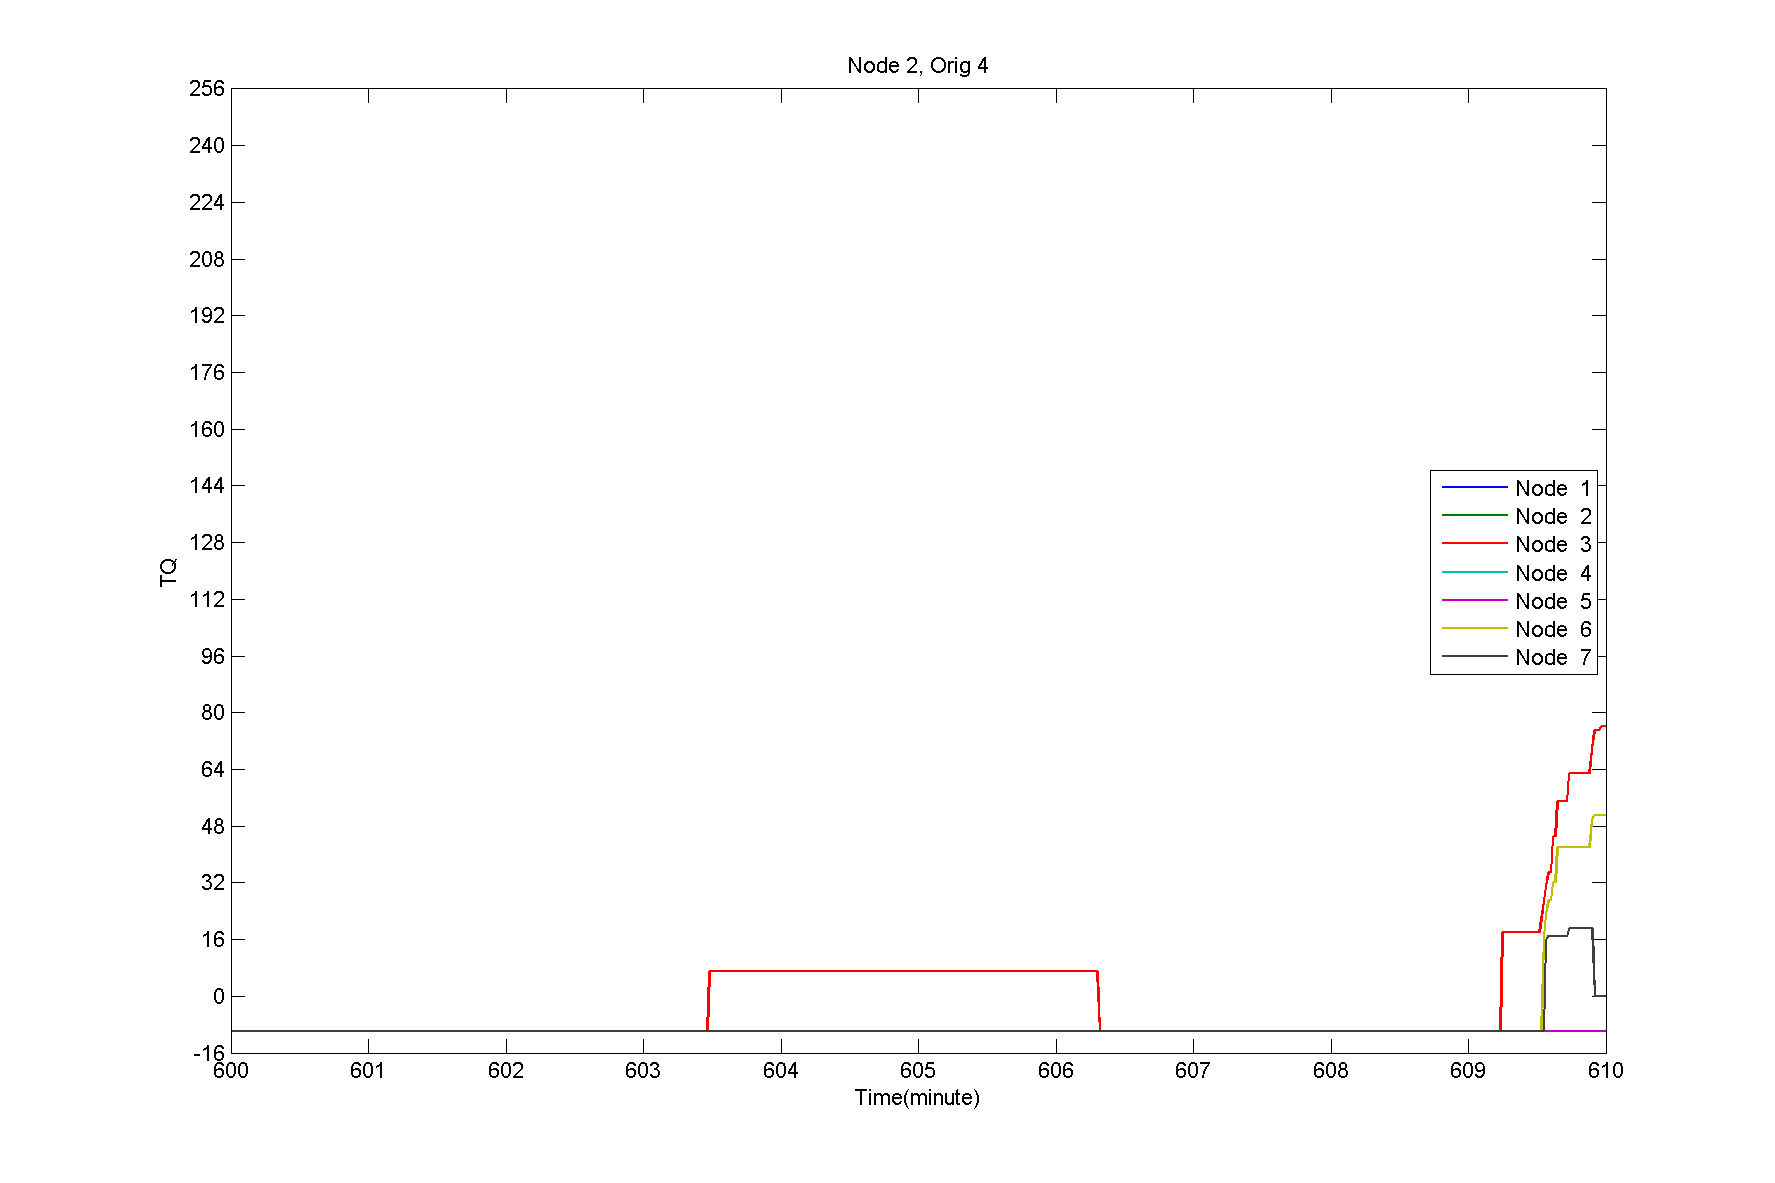 Node 2, Orig 4
256
240
224
208
192
176
160
144
128
112
96
80
64
48
32
16
0
-16
TQ
Node 1
Node 2
Node 3
Node 4
Node 5
Node 6
Node 7
600 601 602 603 604 605 606 607 608 609 610
Time(minute)